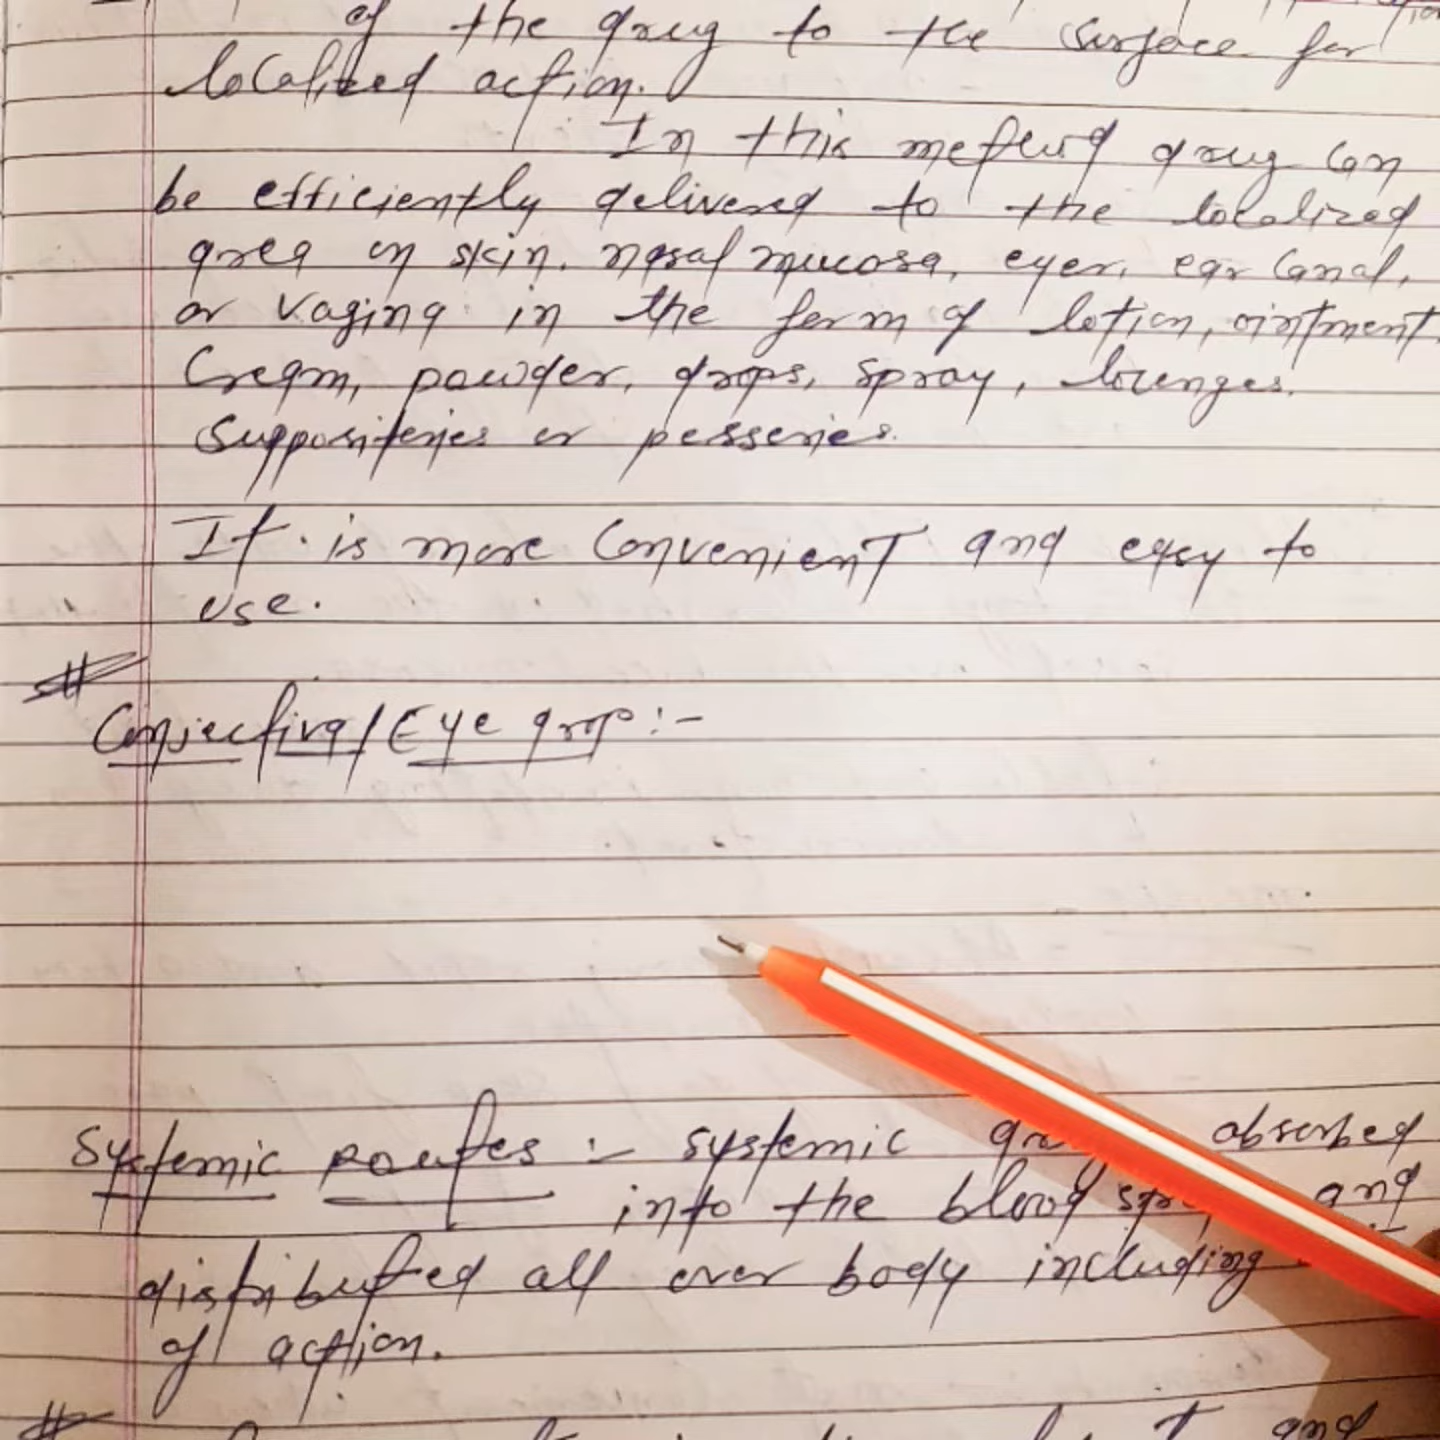 of the drug to the surface for
localized action.
In this method drug can
be efficiently delivered to the localized
area on skin, nasal mucosa, eyes, ear canal,
or vagina in the form of lotion, ointment
cream, powder, drops, spray, lozenges,
suppositories or pesseries.
It is more convenient and easy to
use.
#
Conjectiva/Eye drop :-
Systemic routes :- systemic absorbed
into the blood and
distributed all over body including
of action.
#
and